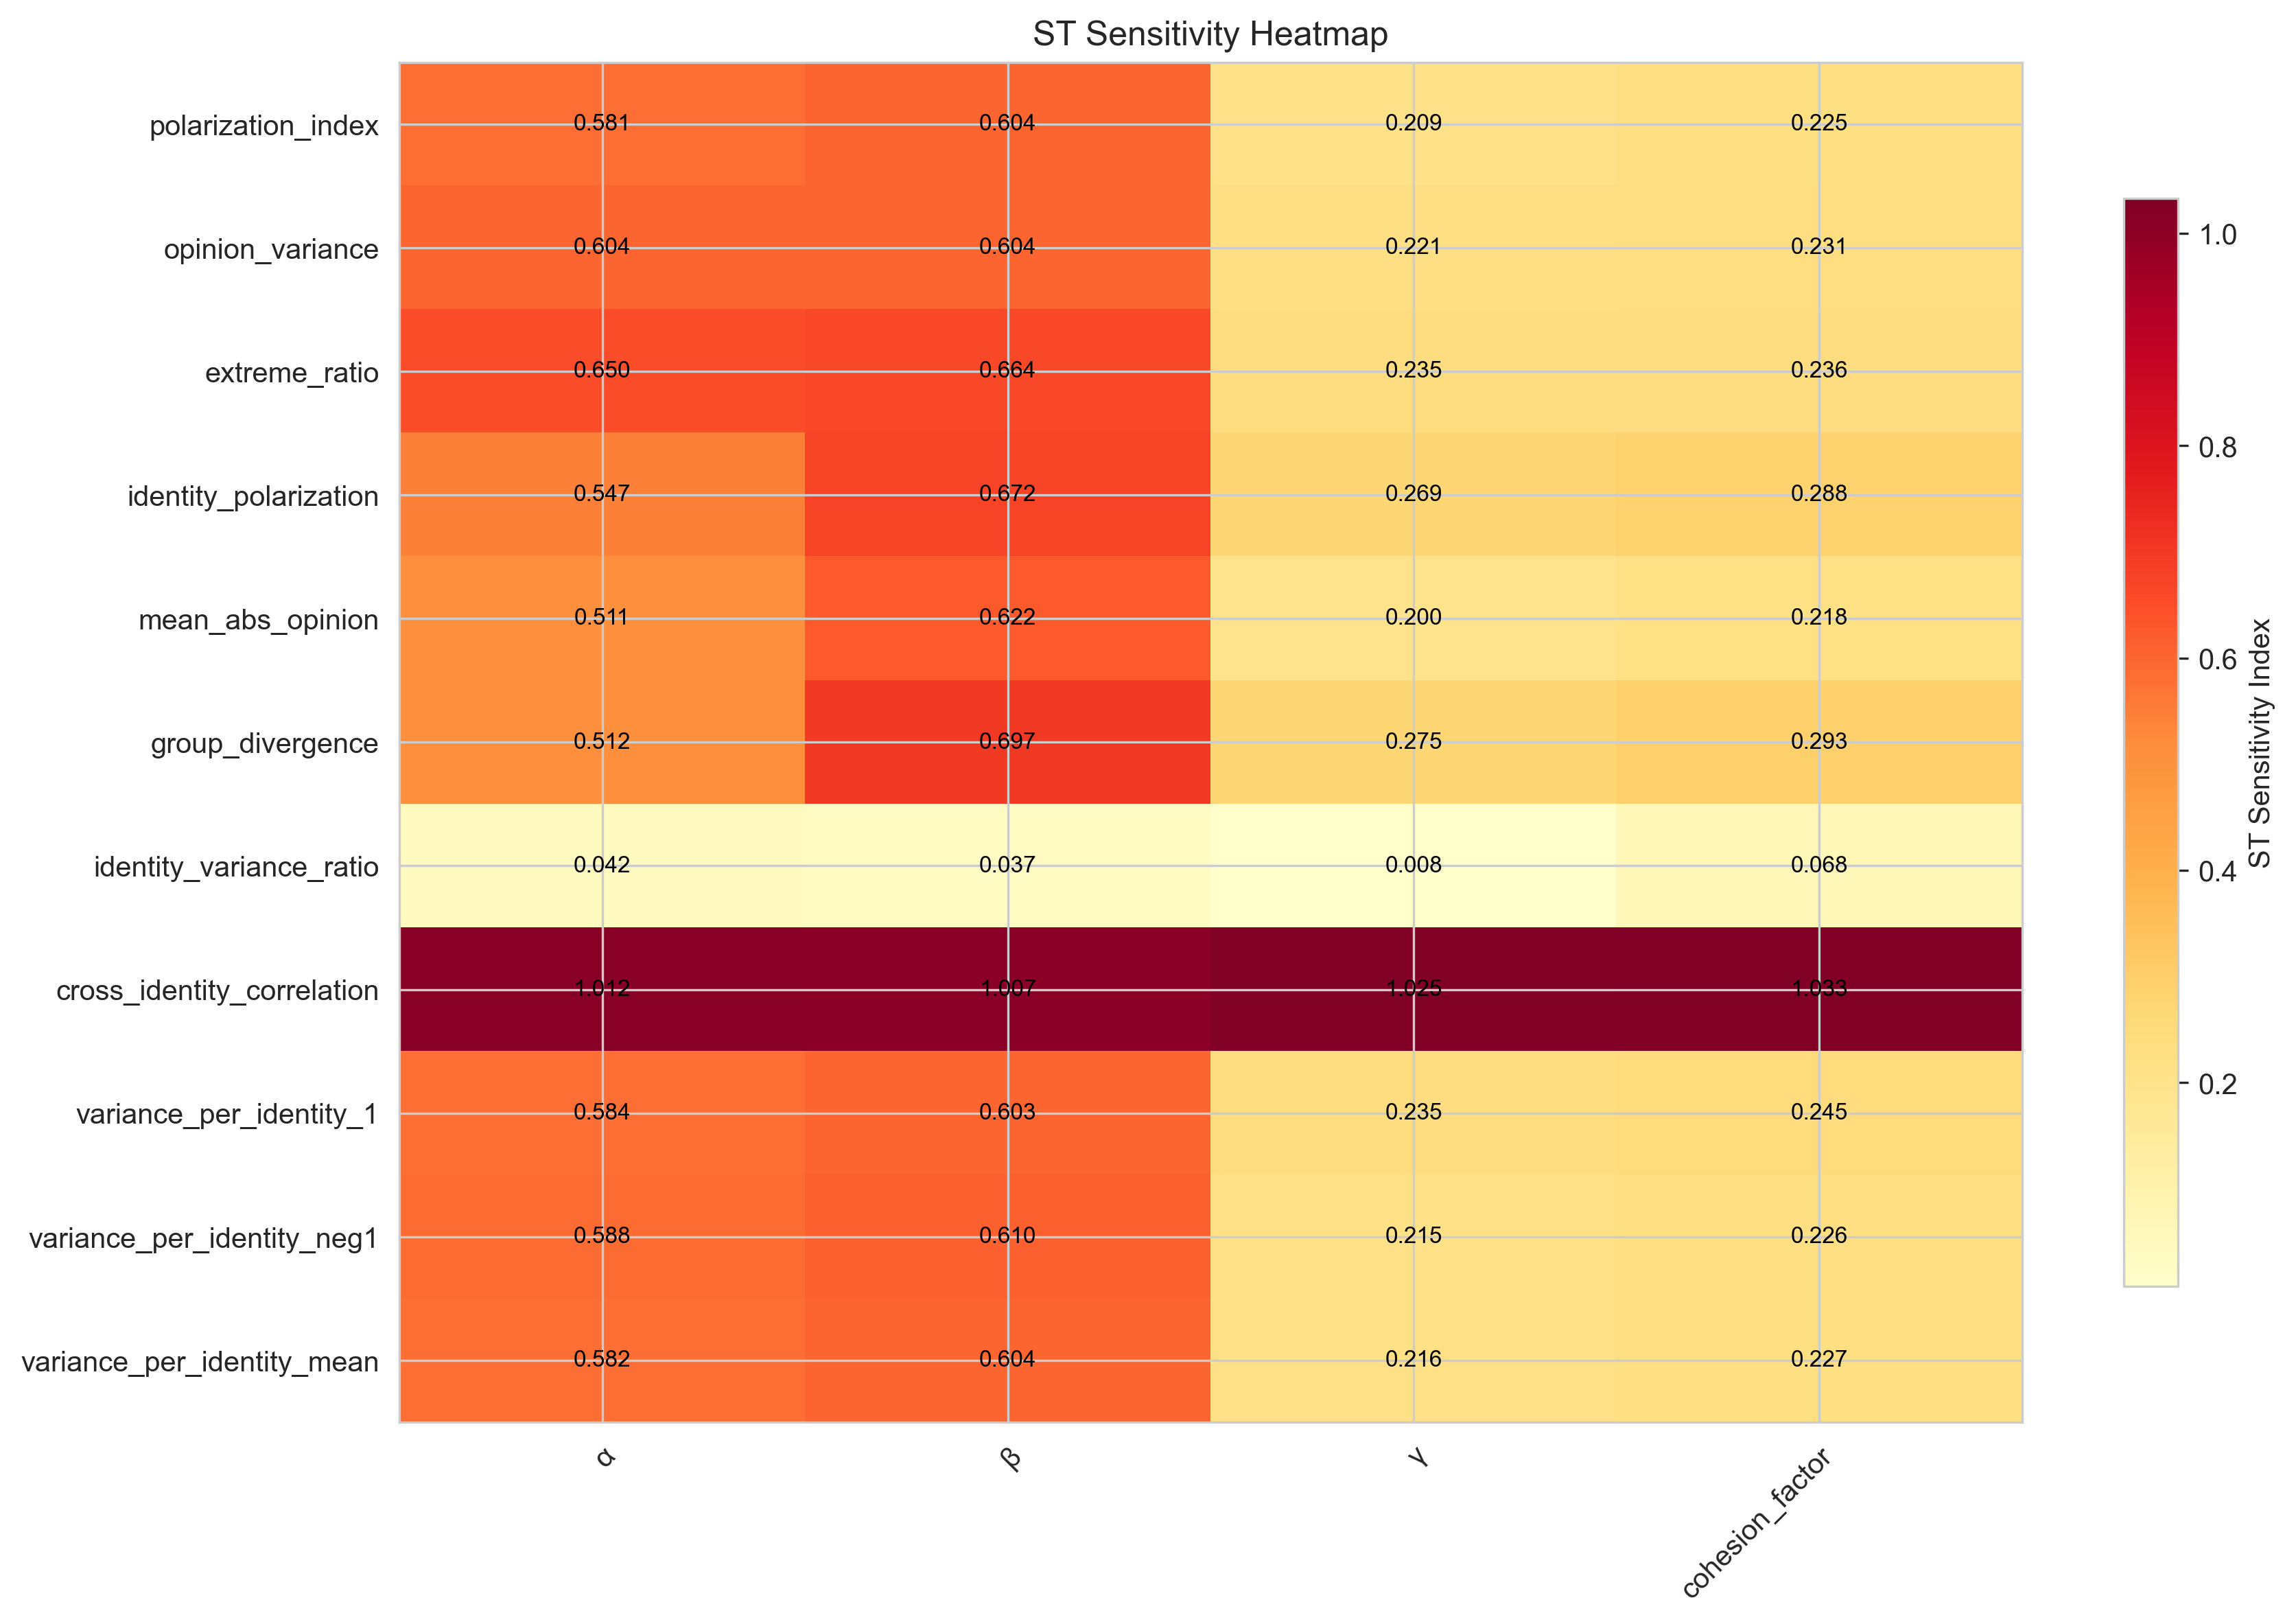 ST Sensitivity Heatmap
polarization_index 0.581 0.604 0.209 0.225
opinion_variance 0.604 0.604 0.221 0.231
extreme_ratio 0.650 0.664 0.235 0.236
identity_polarization 0.547 0.672 0.269 0.288
mean_abs_opinion 0.511 0.622 0.200 0.218
group_divergence 0.512 0.697 0.275 0.293
identity_variance_ratio 0.042 0.037 0.008 0.068
cross_identity_correlation 1.012 1.007 1.025 1.033
variance_per_identity_1 0.584 0.603 0.235 0.245
variance_per_identity_neg1 0.588 0.610 0.215 0.226
variance_per_identity_mean 0.582 0.604 0.216 0.227
α β γ cohesion_factor
1.0
0.8
0.6
0.4
0.2
ST Sensitivity Index